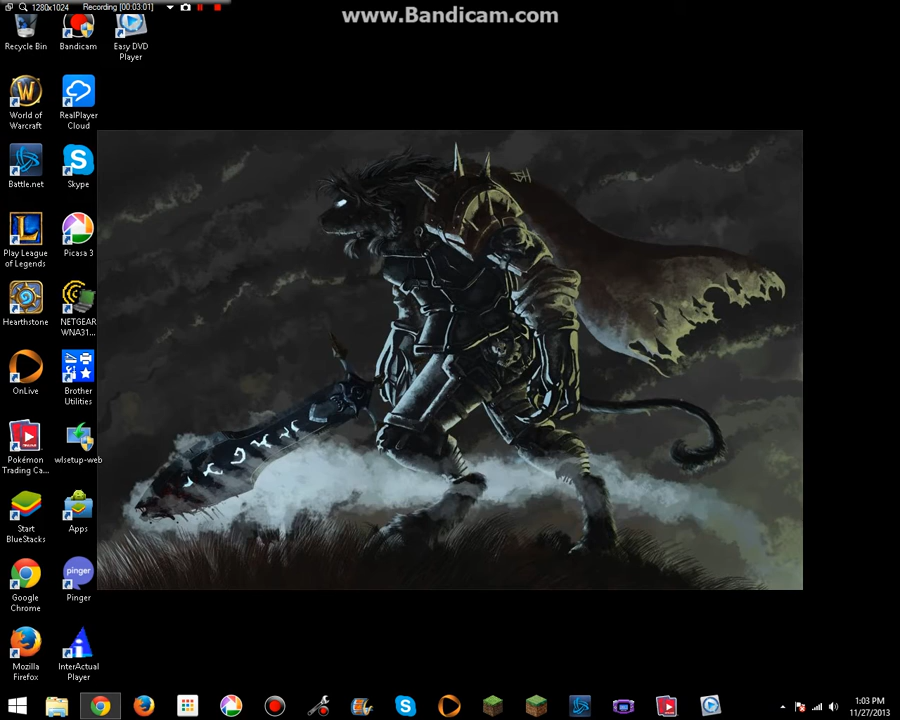 1280x1024 Recording [00:03:01]
www.Bandicam.com
Recycle Bin
Bandicam
Easy DVD
Player
World of
Warcraft
RealPlayer
Cloud
Battle.net
Skype
Play League
of Legends
Picasa 3
Hearthstone
NETGEAR
WNA31...
OnLive
Brother
Utilities
Pokémon
Trading Ca...
wlsetup-web
Start
BlueStacks
Apps
Google
Chrome
pinger
Pinger
Mozilla
Firefox
InterActual
Player
1:03 PM
11/27/2013